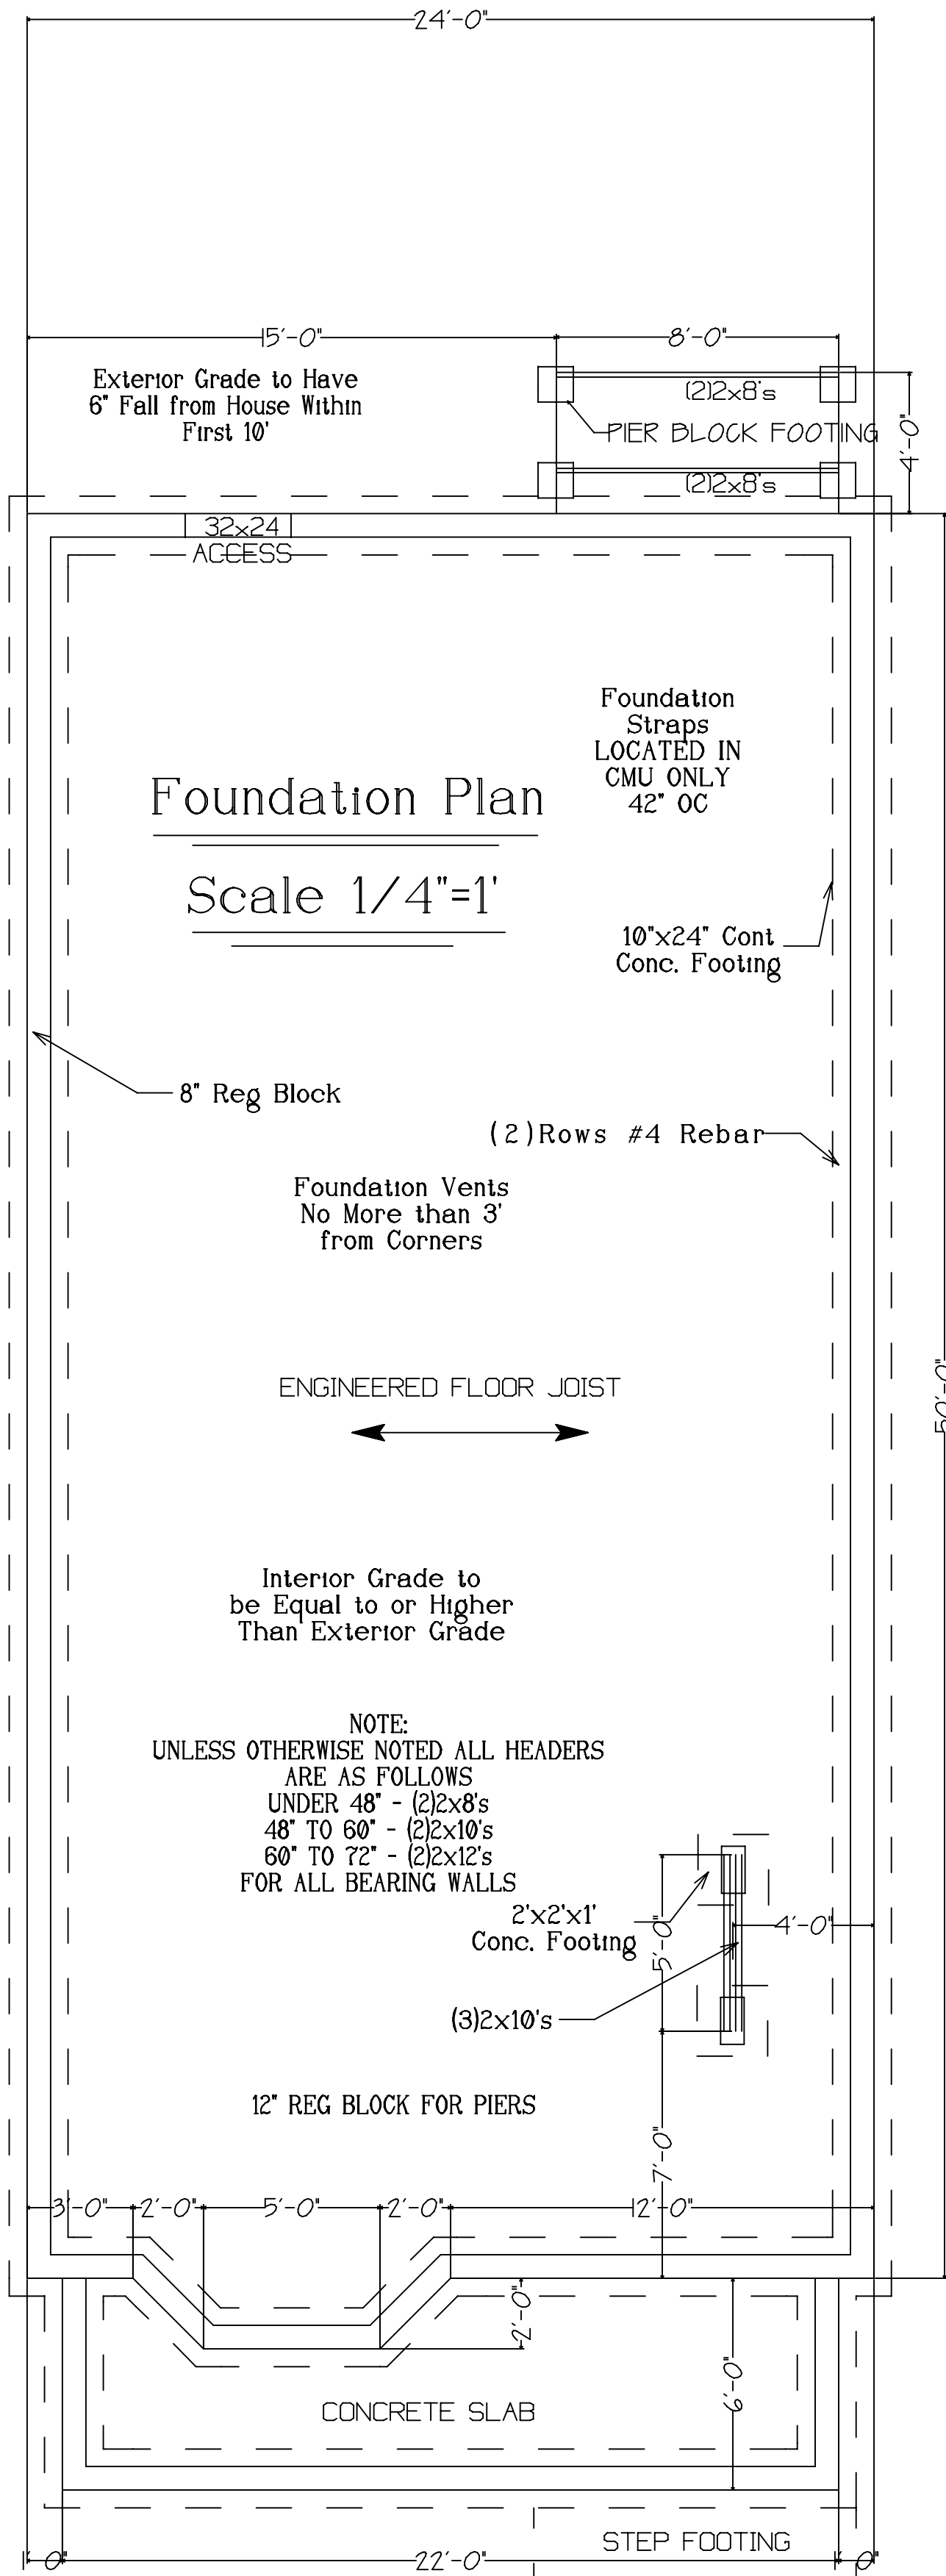 24'-0"
15'-0"
8'-0"
Exterior Grade to Have
6" Fall from House Within
First 10'
(2)2x8's
PIER BLOCK FOOTING
4'-0"
(2)2x8's
32x24
ACCESS
Foundation
Straps
LOCATED IN
CMU ONLY
42" OC
Foundation Plan
Scale 1/4"=1'
10"x24" Cont
Conc. Footing
8" Reg Block
(2)Rows #4 Rebar
Foundation Vents
No More than 3'
from Corners
50'-0"
ENGINEERED FLOOR JOIST
Interior Grade to
be Equal to or Higher
Than Exterior Grade
NOTE:
UNLESS OTHERWISE NOTED ALL HEADERS
ARE AS FOLLOWS
UNDER 48" - (2)2x8's
48" TO 60" - (2)2x10's
60" TO 72" - (2)2x12's
FOR ALL BEARING WALLS
2'x2'x1'
Conc. Footing
5'-0"
4'-0"
(3)2x10's
12" REG BLOCK FOR PIERS
7'-0"
3'-0"
2'-0"
5'-0"
2'-0"
12'-0"
2'-0"
6'-0"
CONCRETE SLAB
STEP FOOTING
22'-0"